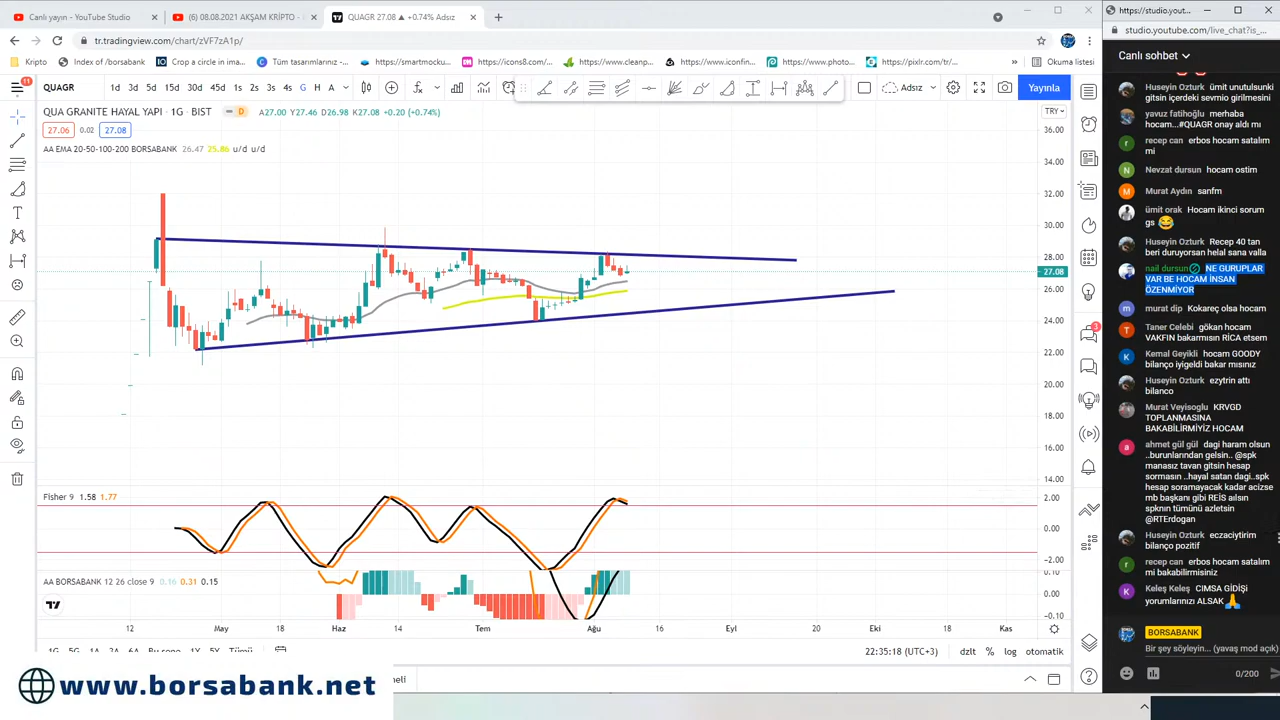 Canlı yayın - YouTube Studio
(6) 08.08.2021 AKŞAM KRİPTO -
QUAGR 27.08 ▲ +0.74% Adsız
https://studio.yout...
tr.tradingview.com/chart/zVF7zA1p/
studio.youtube.com/live_chat?is_...
Kripto
Index of /borsabank
Crop a circle in imag...
Tüm tasarımlarınız -...
https://smartmocku...
https://www.cleanp...
https://www.iconfin...
https://www.photo...
https://pixlr.com/tr/...
Okuma listesi
Canlı sohbet
11
QUAGR
1d 3d 5d 15d 30d 45d 1s 2s 3s 4s G H A
Adsız
Yayınla
QUA GRANITE HAYAL YAPI · 1G · BIST
D
A27.00 Y27.46 D26.98 K27.08 +0.20 (+0.74%)
TRY
27.06 0.02 27.08
AA EMA 20-50-100-200 BORSABANK 26.47 25.86 u/d u/d
36.00
34.00
32.00
30.00
28.00
27.08
26.00
24.00
22.00
20.00
18.00
16.00
14.00
Fisher 9 1.58 1.77
2.00
0.00
-2.00
AA BORSABANK 12 26 close 9 0.16 0.31 0.15
0.10
0.00
-0.10
12 May 18 Haz 14 Tem Ağu 16 Eyl 20 Eki 18 Kas
22:35:18 (UTC+3)
dzlt % log otomatik
www.borsabank.net
Huseyin Ozturk ümit unutulsunki
gitsin içerdeki sevmio girilmesini
yavuz fatihoğlu merhaba
hocam...#QUAGR onay aldı mı
recep can erbos hocam satalım
mi
Nevzat dursun hocam ostim
Murat Aydın sanfm
ümit orak Hocam ikinci sorum
gs 😂
Huseyin Ozturk Recep 40 tan
beri duruyorsan helal sana valla
nail dursun NE GURUPLAR
VAR BE HOCAM İNSAN
ÖZENMİYOR
murat dip Kokareç olsa hocam
Taner Celebi gökan hocam
VAKFIN bakarmisın RİCA etsem
Kemal Geyikli hocam GOODY
bilanço iyigeldi bakar mısınız
Huseyin Ozturk ezytrin attı
bilanco
Murat Veyisoglu KRVGD
TOPLANMASINA
BAKABİLİRMİYİZ HOCAM
ahmet gül gül dagi haram olsun
..burunlarından gelsin.. @spk
manasız tavan gitsin hesap
sormasın ..hayal satan dagi..spk
hesap soramayacak kadar acizse
mb başkanı gibi REİS aılsın
spknın tümünü azletsin
@RTErdogan
Huseyin Ozturk eczaciytirim
bilanço pozitif
recep can erbos hocam satalım
mi bakabilirmisiniz
Keleş Keleş CIMSA GİDİŞi
yorumlarınızı ALSAK 🙏
BORSABANK
Bir şey söyleyin... (yavaş mod açık)
0/200